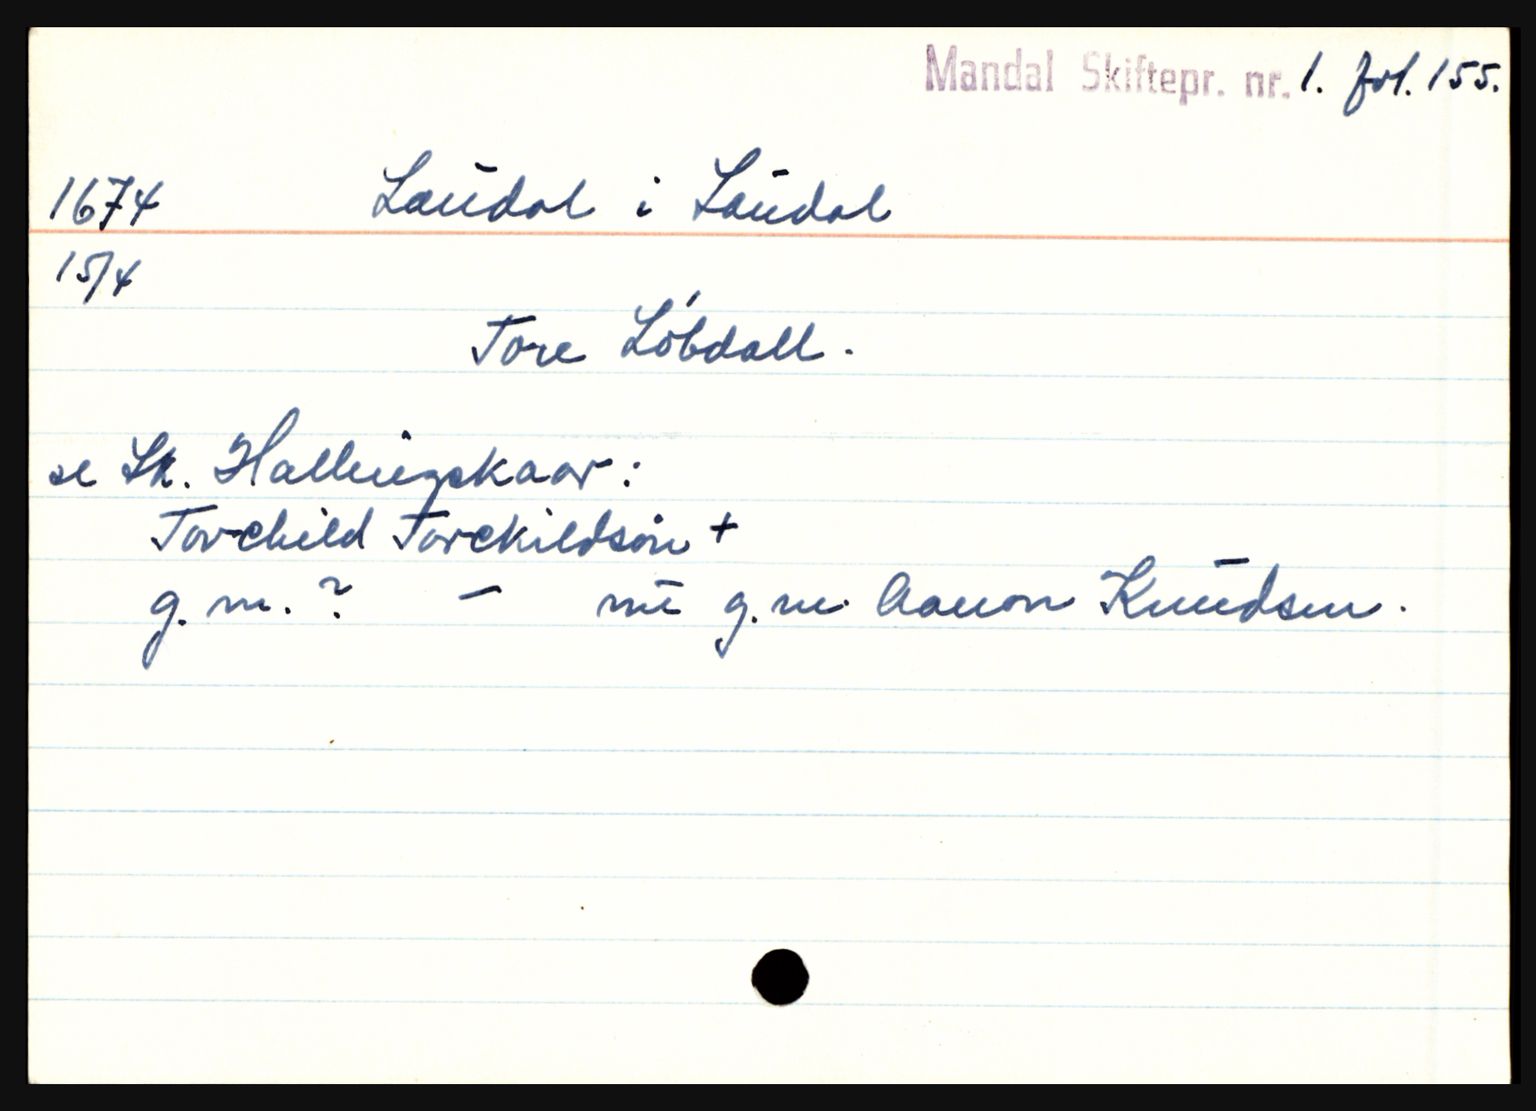 Mandal Skiftepr. nr. 1. fol. 155.
1674 Laudal i Laudal
15/4
Tore Löbdall.
se Sk. Hallingskaar:
Torchild Torckildsøn +
g. m. ? - nu g. m. Aanon Knudsen.